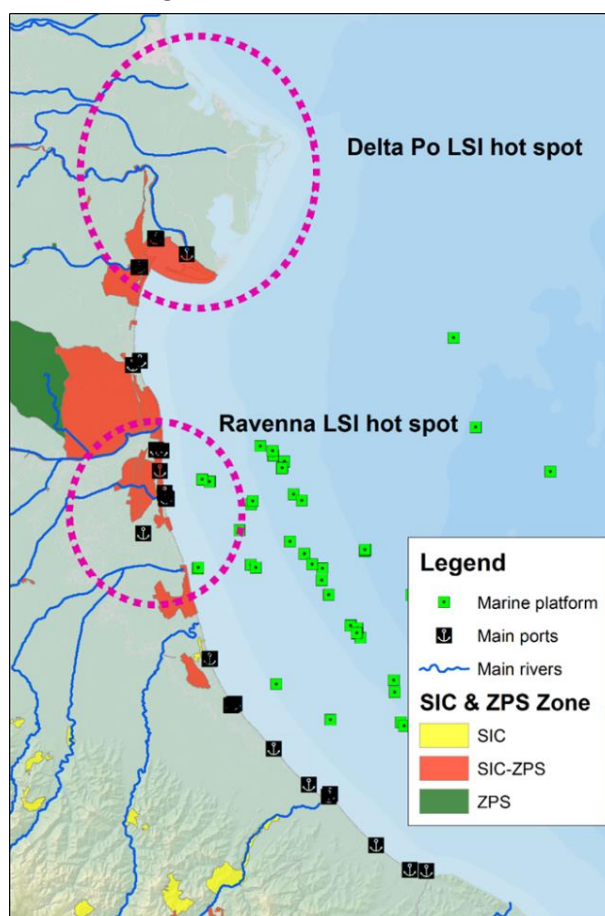 Delta Po LSI hot spot
Ravenna LSI hot spot
Legend
Marine platform
Main ports
Main rivers
SIC & ZPS Zone
SIC
SIC-ZPS
ZPS